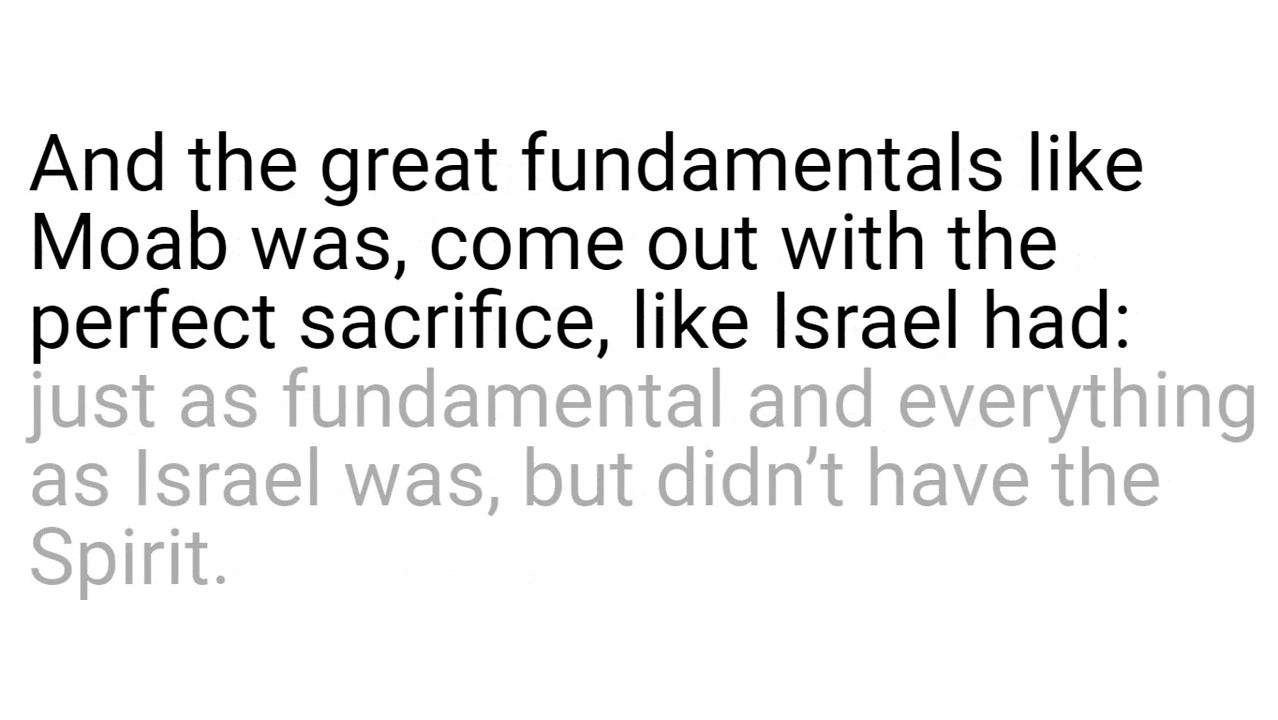 And the great fundamentals like
Moab was, come out with the
perfect sacrifice, like Israel had:
just as fundamental and everything
as Israel was, but didn’t have the
Spirit.